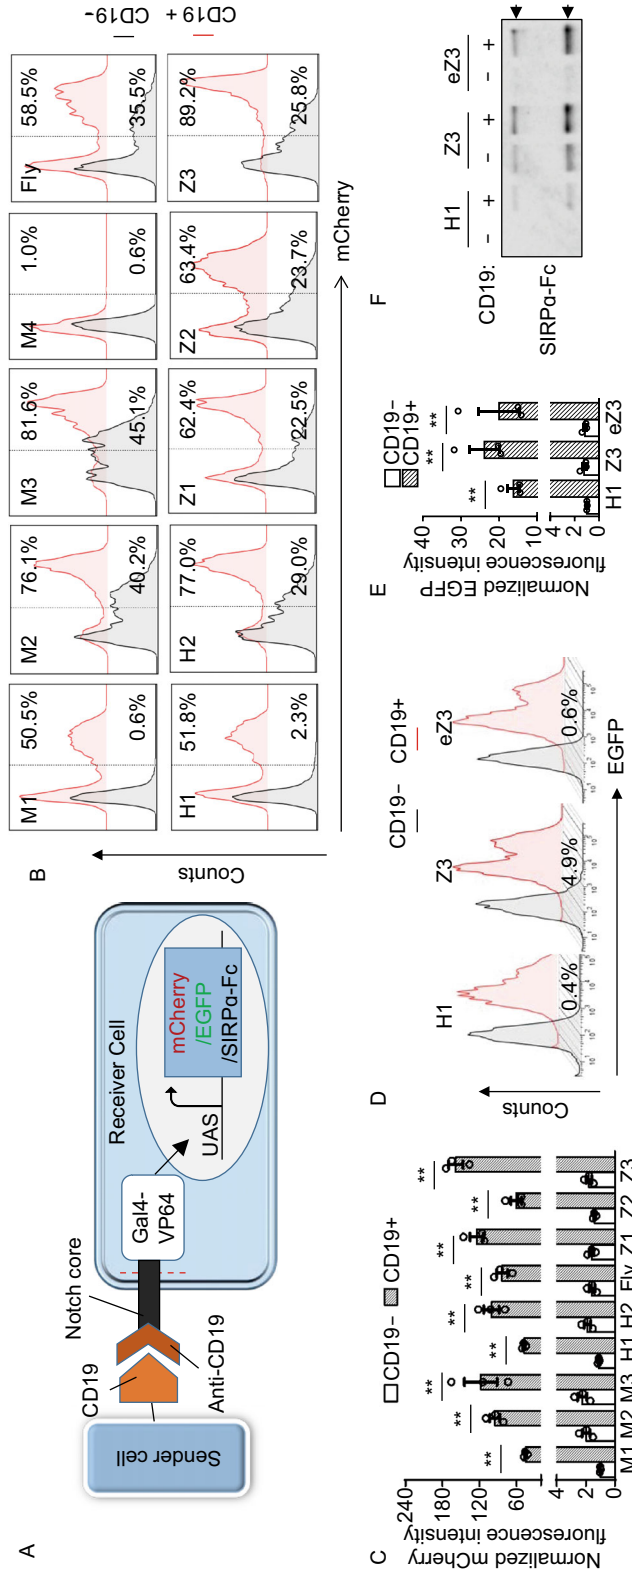 A
Sender cell
CD19
Anti-CD19
Notch core
Receiver Cell
Gal4-
VP64
UAS
mCherry
/EGFP
/SIRPα-Fc
B
Counts
M1
50.5%
0.6%
M2
76.1%
40.2%
M3
81.6%
45.1%
M4
1.0%
0.6%
Fly
58.5%
35.5%
H1
51.8%
2.3%
H2
77.0%
29.0%
Z1
62.4%
22.5%
Z2
63.4%
23.7%
Z3
89.2%
25.8%
mCherry
CD19−
CD19+
C
Normalized mCherry
fluorescence intensity
CD19− CD19+
240
180
120
60
4
2
0
** ** ** ** ** ** ** ** **
M1 M2 M3 H1 H2 Fly Z1 Z2 Z3
D
Counts
CD19− CD19+
H1
0.4%
Z3
4.9%
eZ3
0.6%
EGFP
E
Normalized EGFP
fluorescence intensity
CD19−
CD19+
40
30
20
10
4
2
0
** ** **
H1 Z3 eZ3
F
H1 Z3 eZ3
CD19: − + − + − +
SIRPα-Fc